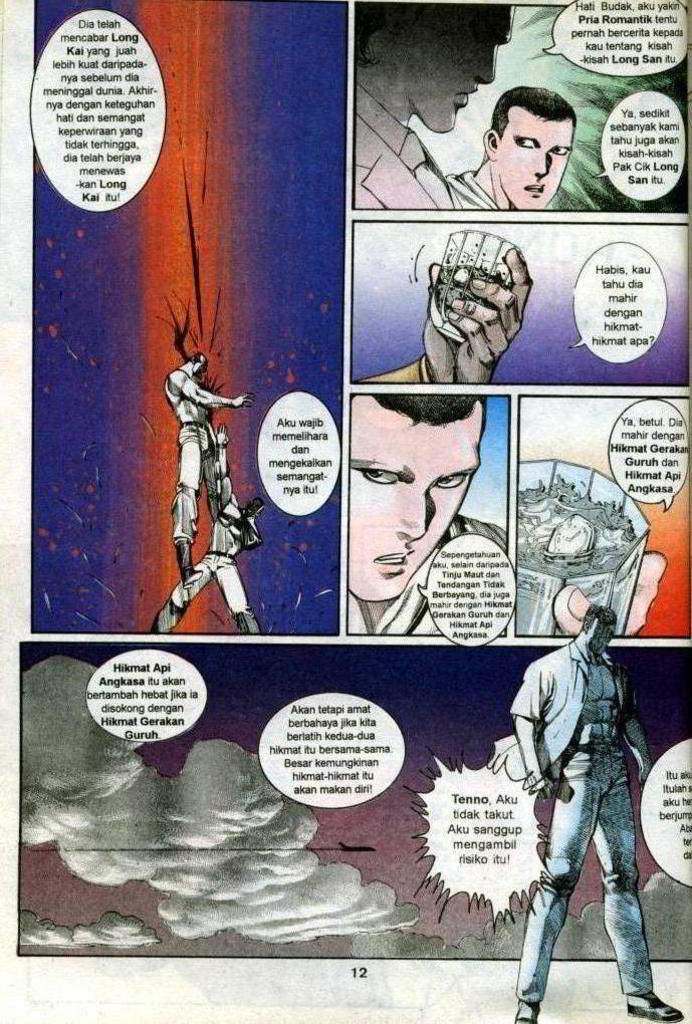 Dia telah
mencabar Long
Kai yang juah
lebih kuat daripada-
nya sebelum dia
meninggal dunia. Akhir-
nya dengan keteguhan
hati dan semangat
keperwiraan yang
tidak terhingga,
dia telah berjaya
menewas
-kan Long
Kai itu!
Aku wajib
memelihara
dan
mengekalkan
semangat-
nya itu!
Hati Budak, aku yakin
Pria Romantik tentu
pernah bercerita kepada
kau tentang kisah
-kisah Long San itu.
Ya, sedikit
sebanyak kami
tahu juga akan
kisah-kisah
Pak Cik Long
San itu.
Habis, kau
tahu dia
mahir
dengan
hikmat-
hikmat apa?
Sepengetahuan
aku, selain daripada
Tinju Maut dan
Tendangan Tidak
Berbayang, dia juga
mahir dengan Hikmat
Gerakan Guruh dan
Hikmat Api
Angkasa.
Ya, betul. Dia
mahir dengan
Hikmat Gerakan
Guruh dan
Hikmat Api
Angkasa.
Hikmat Api
Angkasa itu akan
bertambah hebat jika ia
disokong dengan
Hikmat Gerakan
Guruh.
Akan tetapi amat
berbahaya jika kita
berlatih kedua-dua
hikmat itu bersama-sama.
Besar kemungkinan
hikmat-hikmat itu
akan makan diri!
Tenno, Aku
tidak takut.
Aku sanggup
mengambil
risiko itu!
Itu
Itulah
aku
12